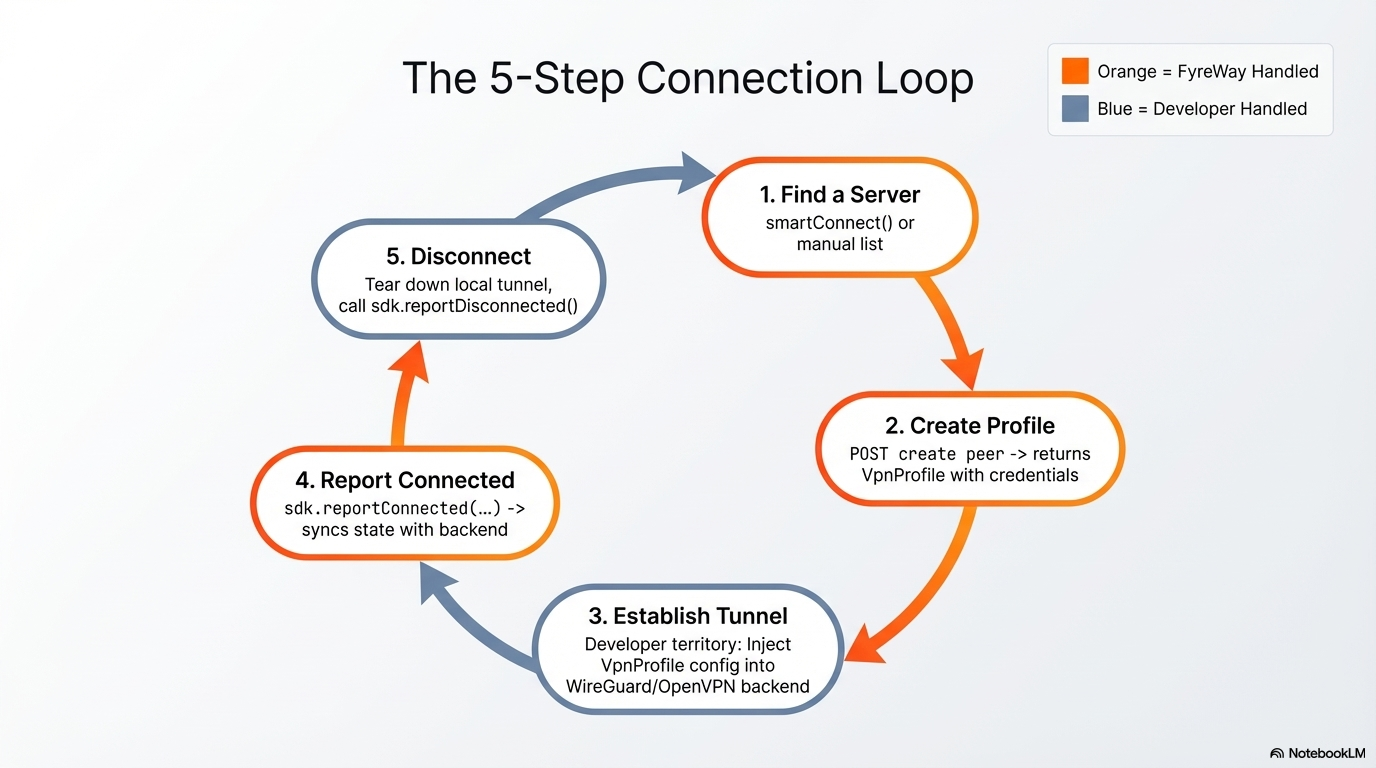 The 5-Step Connection Loop
Orange = FyreWay Handled
Blue = Developer Handled
1. Find a Server
smartConnect() or
manual list
2. Create Profile
POST create peer -> returns
VpnProfile with credentials
3. Establish Tunnel
Developer territory: Inject
VpnProfile config into
WireGuard/OpenVPN backend
4. Report Connected
sdk.reportConnected(...) ->
syncs state with backend
5. Disconnect
Tear down local tunnel,
call sdk.reportDisconnected()
NotebookLM